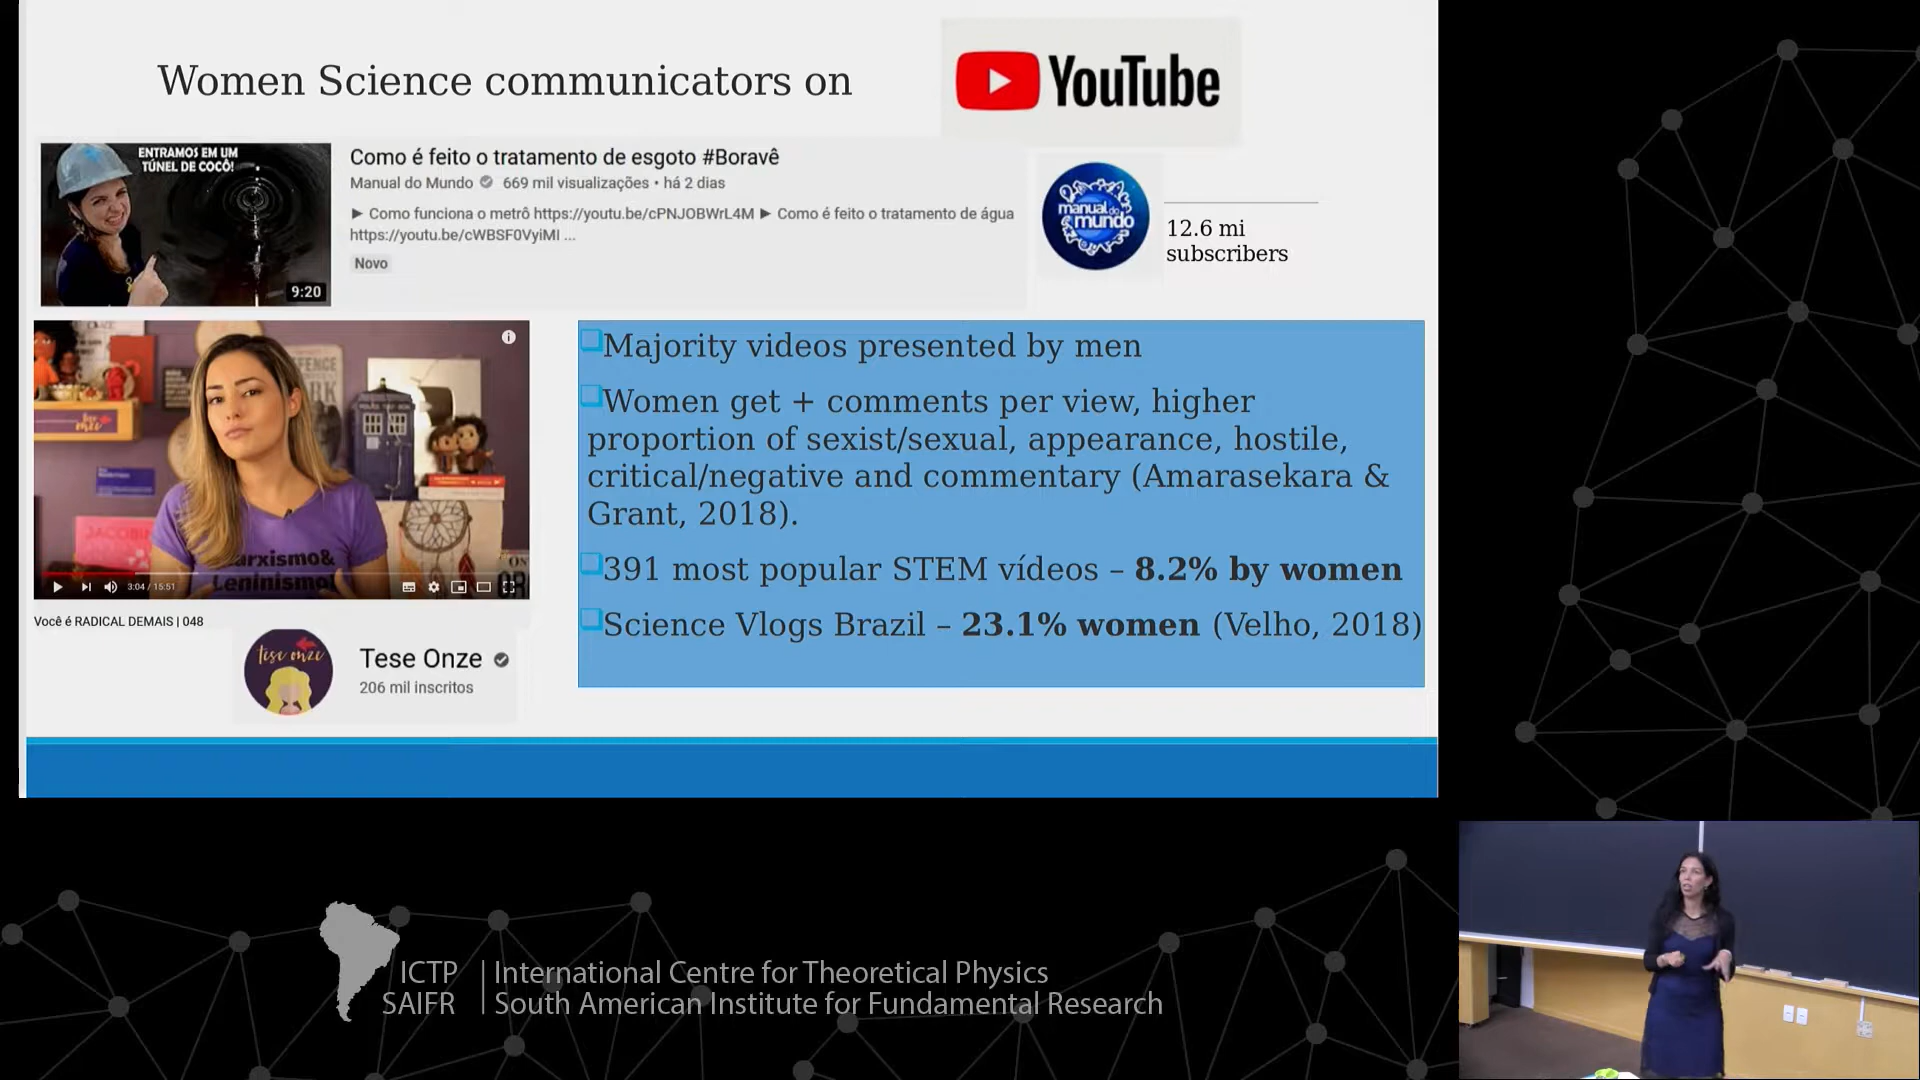 Women Science communicators on
YouTube
ENTRAMOS EM UM
TÚNEL DE COCÔ!
9:20
Como é feito o tratamento de esgoto #Boravê
Manual do Mundo 669 mil visualizações • há 2 dias
► Como funciona o metrô https://youtu.be/cPNJOBWrL4M ► Como é feito o tratamento de água
https://youtu.be/cWBSF0VyiMI ...
Novo
manual do
mundo
12.6 mi
subscribers
JACOBIN
arxismo&
Leninismo
3:04 / 15:51
Você é RADICAL DEMAIS | 048
tese onze
Tese Onze
206 mil inscritos
Majority videos presented by men
Women get + comments per view, higher
proportion of sexist/sexual, appearance, hostile,
critical/negative and commentary (Amarasekara &
Grant, 2018).
391 most popular STEM vídeos – 8.2% by women
Science Vlogs Brazil – 23.1% women (Velho, 2018)
ICTP
SAIFR
International Centre for Theoretical Physics
South American Institute for Fundamental Research